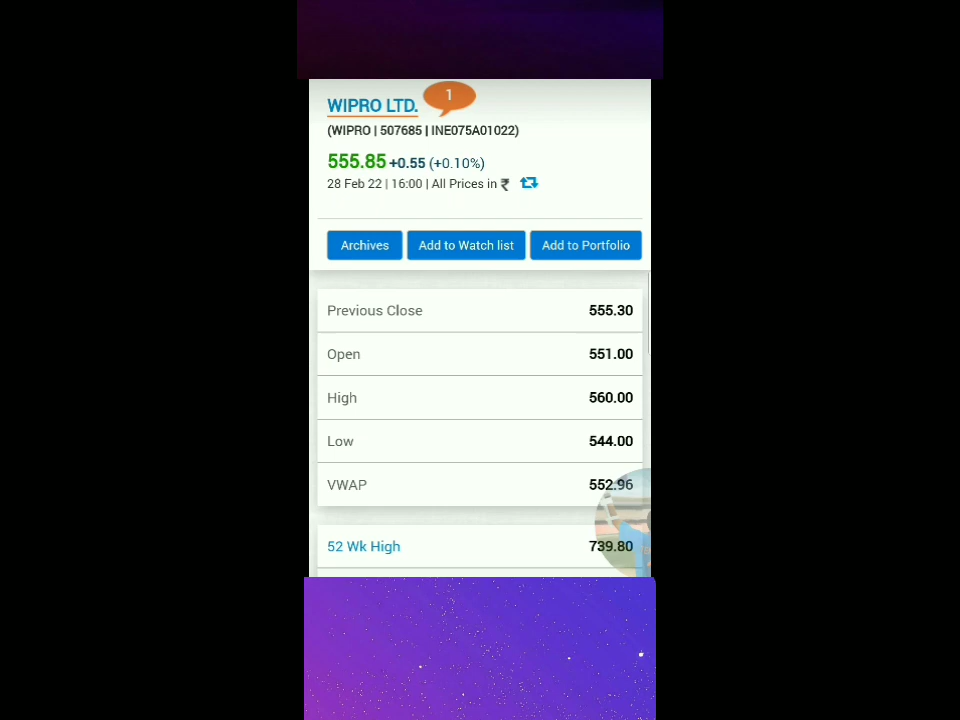 WIPRO LTD. 1
(WIPRO | 507685 | INE075A01022)
555.85 +0.55 (+0.10%)
28 Feb 22 | 16:00 | All Prices in ₹
Archives Add to Watch list Add to Portfolio
Previous Close 555.30
Open 551.00
High 560.00
Low 544.00
VWAP 552.96
52 Wk High 739.80